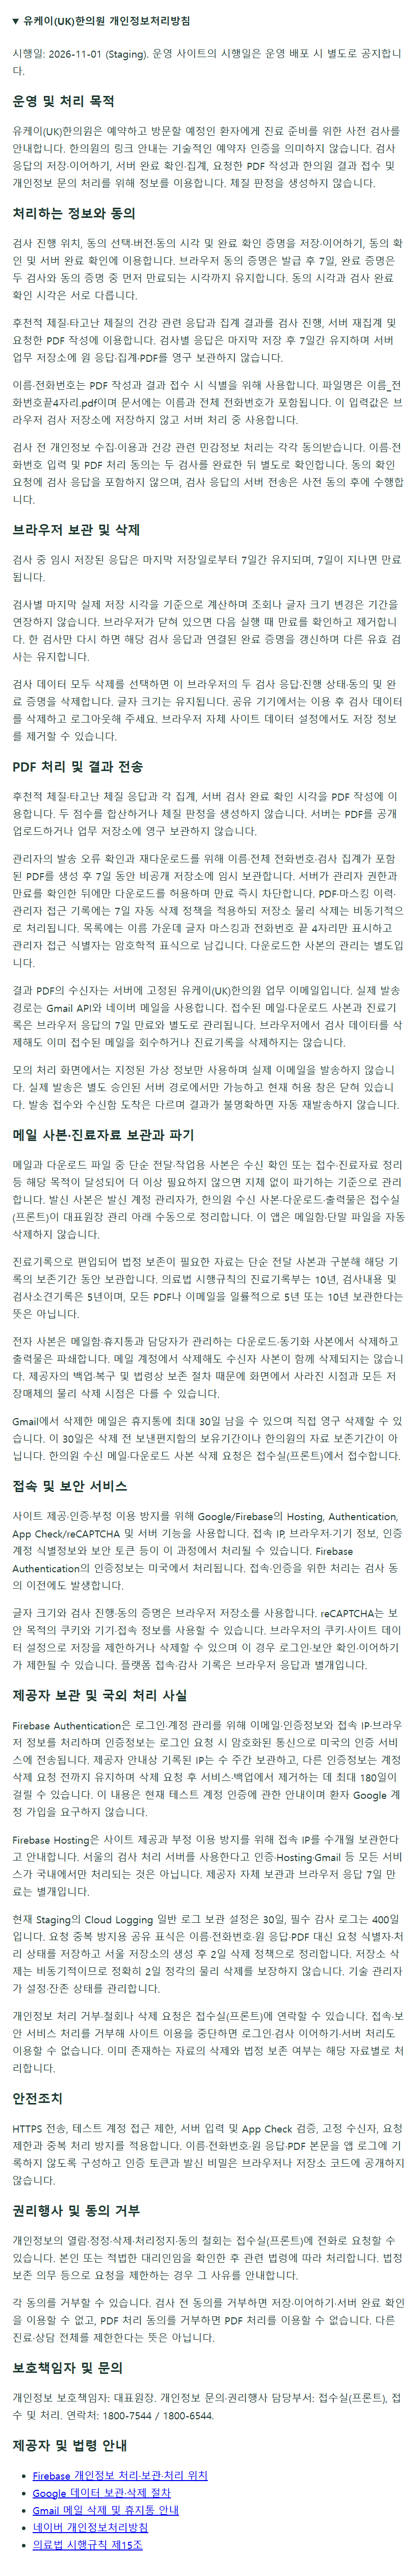 ▼ 유케이(UK)한의원 개인정보처리방침
시행일: 2026-11-01 (Staging). 운영 사이트의 시행일은 운영 배포 시 별도로 공지합니
다.
운영 및 처리 목적
유케이(UK)한의원은 예약하고 방문할 예정인 환자에게 진료 준비를 위한 사전 검사를
안내합니다. 한의원의 링크 안내는 기술적인 예약자 인증을 의미하지 않습니다. 검사
응답의 저장·이어하기, 서버 완료 확인·집계, 요청한 PDF 작성과 한의원 결과 접수 및
개인정보 문의 처리를 위해 정보를 이용합니다. 체질 판정을 생성하지 않습니다.
처리하는 정보와 동의
검사 진행 위치, 동의 선택·버전·동의 시각 및 완료 확인 증명을 저장·이어하기, 동의 확
인 및 서버 완료 확인에 이용합니다. 브라우저 동의 증명은 발급 후 7일, 완료 증명은
두 검사와 동의 증명 중 먼저 만료되는 시각까지 유지합니다. 동의 시각과 검사 완료
확인 시각은 서로 다릅니다.
후천적 체질·타고난 체질의 건강 관련 응답과 집계 결과를 검사 진행, 서버 재집계 및
요청한 PDF 작성에 이용합니다. 검사별 응답은 마지막 저장 후 7일간 유지하며 서버
업무 저장소에 원 응답·집계·PDF를 영구 보관하지 않습니다.
이름·전화번호는 PDF 작성과 결과 접수 시 식별을 위해 사용합니다. 파일명은 이름_전
화번호끝4자리.pdf이며 문서에는 이름과 전체 전화번호가 포함됩니다. 이 입력값은 브
라우저 검사 저장소에 저장하지 않고 서버 처리 중 사용합니다.
검사 전 개인정보 수집·이용과 건강 관련 민감정보 처리는 각각 동의받습니다. 이름·전
화번호 입력 및 PDF 처리 동의는 두 검사를 완료한 뒤 별도로 확인합니다. 동의 확인
요청에 검사 응답을 포함하지 않으며, 검사 응답의 서버 전송은 사전 동의 후에 수행합
니다.
브라우저 보관 및 삭제
검사 중 임시 저장된 응답은 마지막 저장일로부터 7일간 유지되며, 7일이 지나면 만료
됩니다.
검사별 마지막 실제 저장 시각을 기준으로 계산하며 조회나 글자 크기 변경은 기간을
연장하지 않습니다. 브라우저가 닫혀 있으면 다음 실행 때 만료를 확인하고 제거합니
다. 한 검사만 다시 하면 해당 검사 응답과 연결된 완료 증명을 갱신하며 다른 유효 검
사는 유지합니다.
검사 데이터 모두 삭제를 선택하면 이 브라우저의 두 검사 응답·진행 상태·동의 및 완
료 증명을 삭제합니다. 글자 크기는 유지됩니다. 공유 기기에서는 이용 후 검사 데이터
를 삭제하고 로그아웃해 주세요. 브라우저 자체 사이트 데이터 설정에서도 저장 정보
를 제거할 수 있습니다.
PDF 처리 및 결과 전송
후천적 체질·타고난 체질 응답과 각 집계, 서버 검사 완료 확인 시각을 PDF 작성에 이
용합니다. 두 점수를 합산하거나 체질 판정을 생성하지 않습니다. 서버는 PDF를 공개
업로드하거나 업무 저장소에 영구 보관하지 않습니다.
관리자의 발송 오류 확인과 재다운로드를 위해 이름·전체 전화번호·검사 집계가 포함
된 PDF를 생성 후 7일 동안 비공개 저장소에 임시 보관합니다. 서버가 관리자 권한과
만료를 확인한 뒤에만 다운로드를 허용하며 만료 즉시 차단합니다. PDF·마스킹 이력·
관리자 접근 기록에는 7일 자동 삭제 정책을 적용하되 저장소 물리 삭제는 비동기적으
로 처리됩니다. 목록에는 이름 가운데 글자 마스킹과 전화번호 끝 4자리만 표시하고
관리자 접근 식별자는 암호학적 표식으로 남깁니다. 다운로드한 사본의 관리는 별도입니
다.
결과 PDF의 수신자는 서버에 고정된 유케이(UK)한의원 업무 이메일입니다. 실제 발송
경로는 Gmail API와 네이버 메일을 사용합니다. 접수된 메일·다운로드 사본과 진료기
록은 브라우저 응답의 7일 만료와 별도로 관리됩니다. 브라우저에서 검사 데이터를 삭
제해도 이미 접수된 메일을 회수하거나 진료기록을 삭제하지는 않습니다.
모의 처리 화면에서는 지정된 가상 정보만 사용하며 실제 이메일을 발송하지 않습니
다. 실제 발송은 별도 승인된 서버 경로에서만 가능하고 현재 허용 창은 닫혀 있습니
다. 발송 접수와 수신함 도착은 다르며 결과가 불명확하면 자동 재발송하지 않습니다.
메일 사본·진료자료 보관과 파기
메일과 다운로드 파일 중 단순 전달·작업용 사본은 수신 확인 또는 접수·진료자료 정리
등 해당 목적이 달성되어 더 이상 필요하지 않으면 지체 없이 파기하는 기준으로 관리
합니다. 발신 사본은 발신 계정 관리자가, 한의원 수신 사본·다운로드·출력물은 접수실
(프론트)이 대표원장 관리 아래 수동으로 정리합니다. 이 앱은 메일함·단말 파일을 자동
삭제하지 않습니다.
진료기록으로 편입되어 법정 보존이 필요한 자료는 단순 전달 사본과 구분해 해당 기
록의 보존기간 동안 보관합니다. 의료법 시행규칙의 진료기록부는 10년, 검사내용 및
검사소견기록은 5년이며, 모든 PDF나 이메일을 일률적으로 5년 또는 10년 보관한다는
뜻은 아닙니다.
전자 사본은 메일함·휴지통과 담당자가 관리하는 다운로드·동기화 사본에서 삭제하고
출력물은 파쇄합니다. 메일 계정에서 삭제해도 수신자 사본이 함께 삭제되지는 않습니
다. 제공자의 백업·복구 및 법령상 보존 절차 때문에 화면에서 사라진 시점과 모든 저
장매체의 물리 삭제 시점은 다를 수 있습니다.
Gmail에서 삭제한 메일은 휴지통에 최대 30일 남을 수 있으며 직접 영구 삭제할 수 있
습니다. 이 30일은 삭제 전 보낸편지함의 보유기간이나 한의원의 자료 보존기간이 아
닙니다. 한의원 수신 메일·다운로드 사본 삭제 요청은 접수실(프론트)에서 접수합니다.
접속 및 보안 서비스
사이트 제공·인증·부정 이용 방지를 위해 Google/Firebase의 Hosting, Authentication,
App Check/reCAPTCHA 및 서버 기능을 사용합니다. 접속 IP, 브라우저·기기 정보, 인증
계정 식별정보와 보안 토큰 등이 이 과정에서 처리될 수 있습니다. Firebase
Authentication의 인증정보는 미국에서 처리됩니다. 접속·인증을 위한 처리는 검사 동
의 이전에도 발생합니다.
글자 크기와 검사 진행·동의 증명은 브라우저 저장소를 사용합니다. reCAPTCHA는 보
안 목적의 쿠키와 기기·접속 정보를 사용할 수 있습니다. 브라우저의 쿠키·사이트 데이
터 설정으로 저장을 제한하거나 삭제할 수 있으며 이 경우 로그인·보안 확인·이어하기
가 제한될 수 있습니다. 플랫폼 접속·감사 기록은 브라우저 응답과 별개입니다.
제공자 보관 및 국외 처리 사실
Firebase Authentication은 로그인·계정 관리를 위해 이메일·인증정보와 접속 IP·브라우
저 정보를 처리하며 인증정보는 로그인 요청 시 암호화된 통신으로 미국의 인증 서비
스에 전송됩니다. 제공자 안내상 기록된 IP는 수 주간 보관하고, 다른 인증정보는 계정
삭제 요청 전까지 유지하며 삭제 요청 후 서비스·백업에서 제거하는 데 최대 180일이
걸릴 수 있습니다. 이 내용은 현재 테스트 계정 인증에 관한 안내이며 환자 Google 계
정 가입을 요구하지 않습니다.
Firebase Hosting은 사이트 제공과 부정 이용 방지를 위해 접속 IP를 수개월 보관한다
고 안내합니다. 서울의 검사 처리 서버를 사용한다고 인증·Hosting·Gmail 등 모든 서비
스가 국내에서만 처리되는 것은 아닙니다. 제공자 자체 보관과 브라우저 응답 7일 만
료는 별개입니다.
현재 Staging의 Cloud Logging 일반 로그 보관 설정은 30일, 필수 감사 로그는 400일
입니다. 요청 중복 방지용 공유 표식은 이름·전화번호·원 응답·PDF 대신 요청 식별자·처
리 상태를 저장하고 서울 저장소의 생성 후 2일 삭제 정책으로 정리합니다. 저장소 삭
제는 비동기적이므로 정확히 2일 정각의 물리 삭제를 보장하지 않습니다. 기술 관리자
가 설정·잔존 상태를 관리합니다.
개인정보 처리 거부·철회나 삭제 요청은 접수실(프론트)에 연락할 수 있습니다. 접속·보
안 서비스 처리를 거부해 사이트 이용을 중단하면 로그인·검사 이어하기·서버 처리도
이용할 수 없습니다. 이미 존재하는 자료의 삭제와 법정 보존 여부는 해당 자료별로 처
리합니다.
안전조치
HTTPS 전송, 테스트 계정 접근 제한, 서버 입력 및 App Check 검증, 고정 수신자, 요청
제한과 중복 처리 방지를 적용합니다. 이름·전화번호·원 응답·PDF 본문을 앱 로그에 기
록하지 않도록 구성하고 인증 토큰과 발신 비밀은 브라우저나 저장소 코드에 공개하지
않습니다.
권리행사 및 동의 거부
개인정보의 열람·정정·삭제·처리정지·동의 철회는 접수실(프론트)에 전화로 요청할 수
있습니다. 본인 또는 적법한 대리인임을 확인한 후 관련 법령에 따라 처리합니다. 법정
보존 의무 등으로 요청을 제한하는 경우 그 사유를 안내합니다.
각 동의를 거부할 수 있습니다. 검사 전 동의를 거부하면 저장·이어하기·서버 완료 확인
을 이용할 수 없고, PDF 처리 동의를 거부하면 PDF 처리를 이용할 수 없습니다. 다른
진료·상담 전체를 제한한다는 뜻은 아닙니다.
보호책임자 및 문의
개인정보 보호책임자: 대표원장. 개인정보 문의·권리행사 담당부서: 접수실(프론트), 접
수 및 처리. 연락처: 1800-7544 / 1800-6544.
제공자 및 법령 안내
• Firebase 개인정보 처리·보관·처리 위치
• Google 데이터 보관·삭제 절차
• Gmail 메일 삭제 및 휴지통 안내
• 네이버 개인정보처리방침
• 의료법 시행규칙 제15조